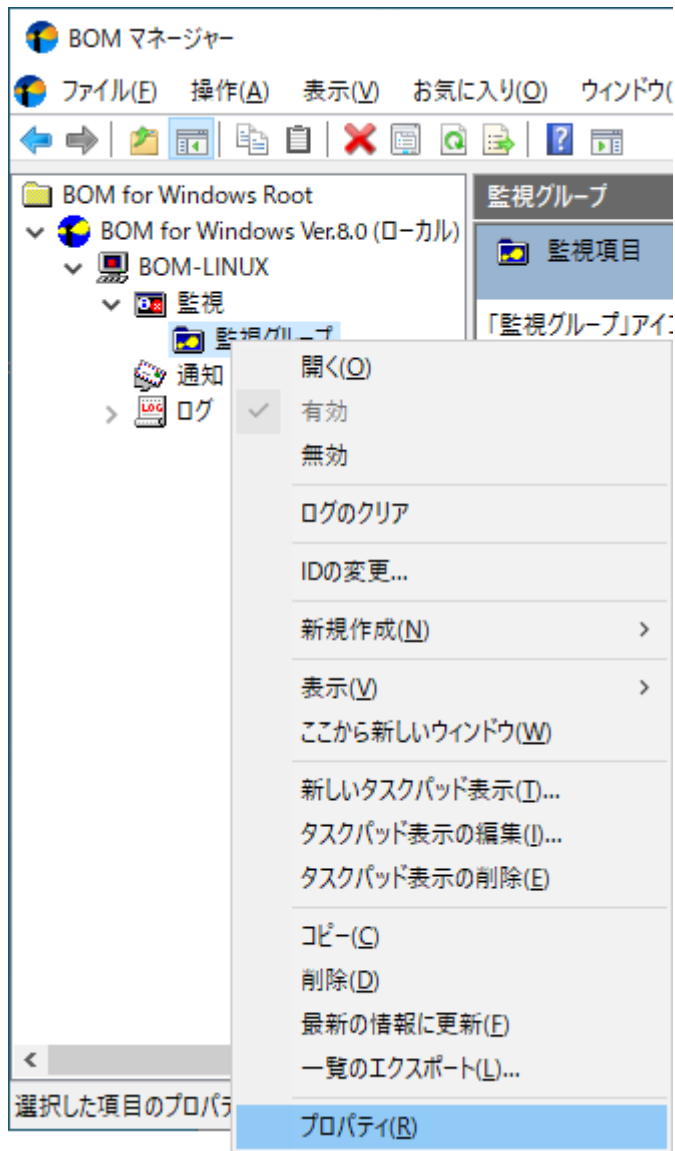 BOM マネージャー
ファイル(F) 操作(A) 表示(V) お気に入り(O) ウィンドウ(
BOM for Windows Root
BOM for Windows Ver.8.0 (ローカル)
BOM-LINUX
監視
監視グループ
通知
LOG ログ
監視グループ
監視項目
「監視グループ」アイコ
開く(O)
有効
無効
ログのクリア
IDの変更...
新規作成(N)
表示(V)
ここから新しいウィンドウ(W)
新しいタスクパッド表示(T)...
タスクパッド表示の編集(I)...
タスクパッド表示の削除(E)
コピー(C)
削除(D)
最新の情報に更新(F)
一覧のエクスポート(L)...
プロパティ(R)
選択した項目のプロパテ